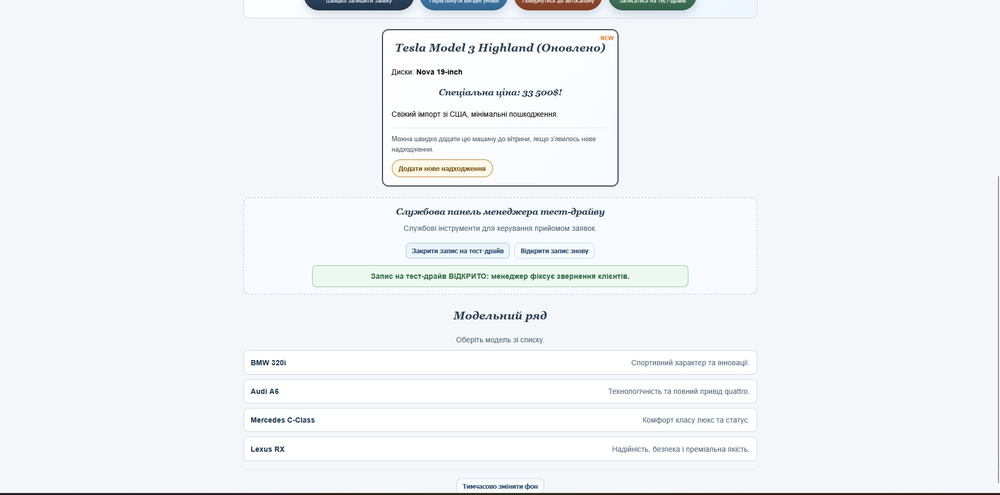 Швидко залишити заявку
Переглянути вигідні умови
Повернутися до автосалону
Записатися на тест-драйв
NEW
Tesla Model 3 Highland (Оновлено)
Диски: Nova 19-inch
Спеціальна ціна: 33 500$!
Свіжий імпорт зі США, мінімальні пошкодження.
Можна швидко додати цю машину до вітрини, якщо з’явилось нове
надходження.
Додати нове надходження
Службова панель менеджера тест-драйву
Службові інструменти для керування прийомом заявок.
Закрити запис на тест-драйв
Відкрити запис знову
Запис на тест-драйв ВІДКРИТО: менеджер фіксує звернення клієнтів.
Модельний ряд
Оберіть модель зі списку.
BMW 320i
Спортивний характер та інновації.
Audi A6
Технологічність та повний привід quattro.
Mercedes C-Class
Комфорт класу люкс та статус.
Lexus RX
Надійність, безпека і преміальна якість.
Тимчасово змінити фон